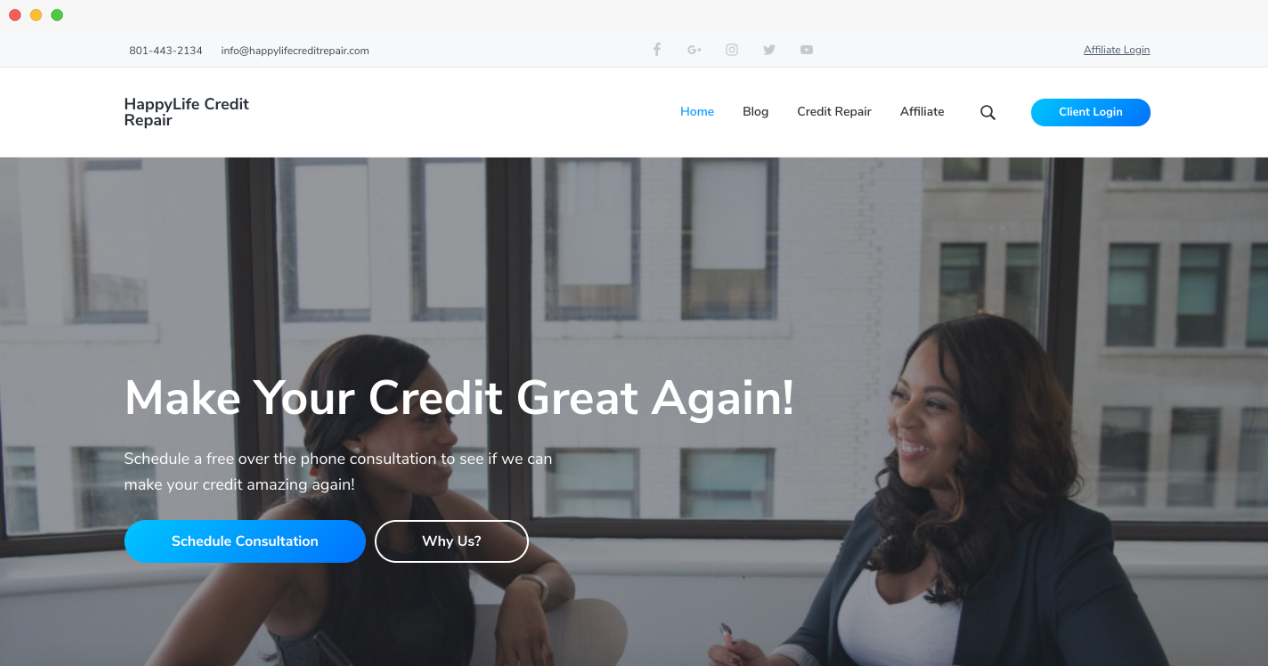 801-443-2134 info@happylifecreditrepair.com Affiliate Login
HappyLife Credit
Repair
Home Blog Credit Repair Affiliate Client Login
Make Your Credit Great Again!
Schedule a free over the phone consultation to see if we can
make your credit amazing again!
Schedule Consultation Why Us?